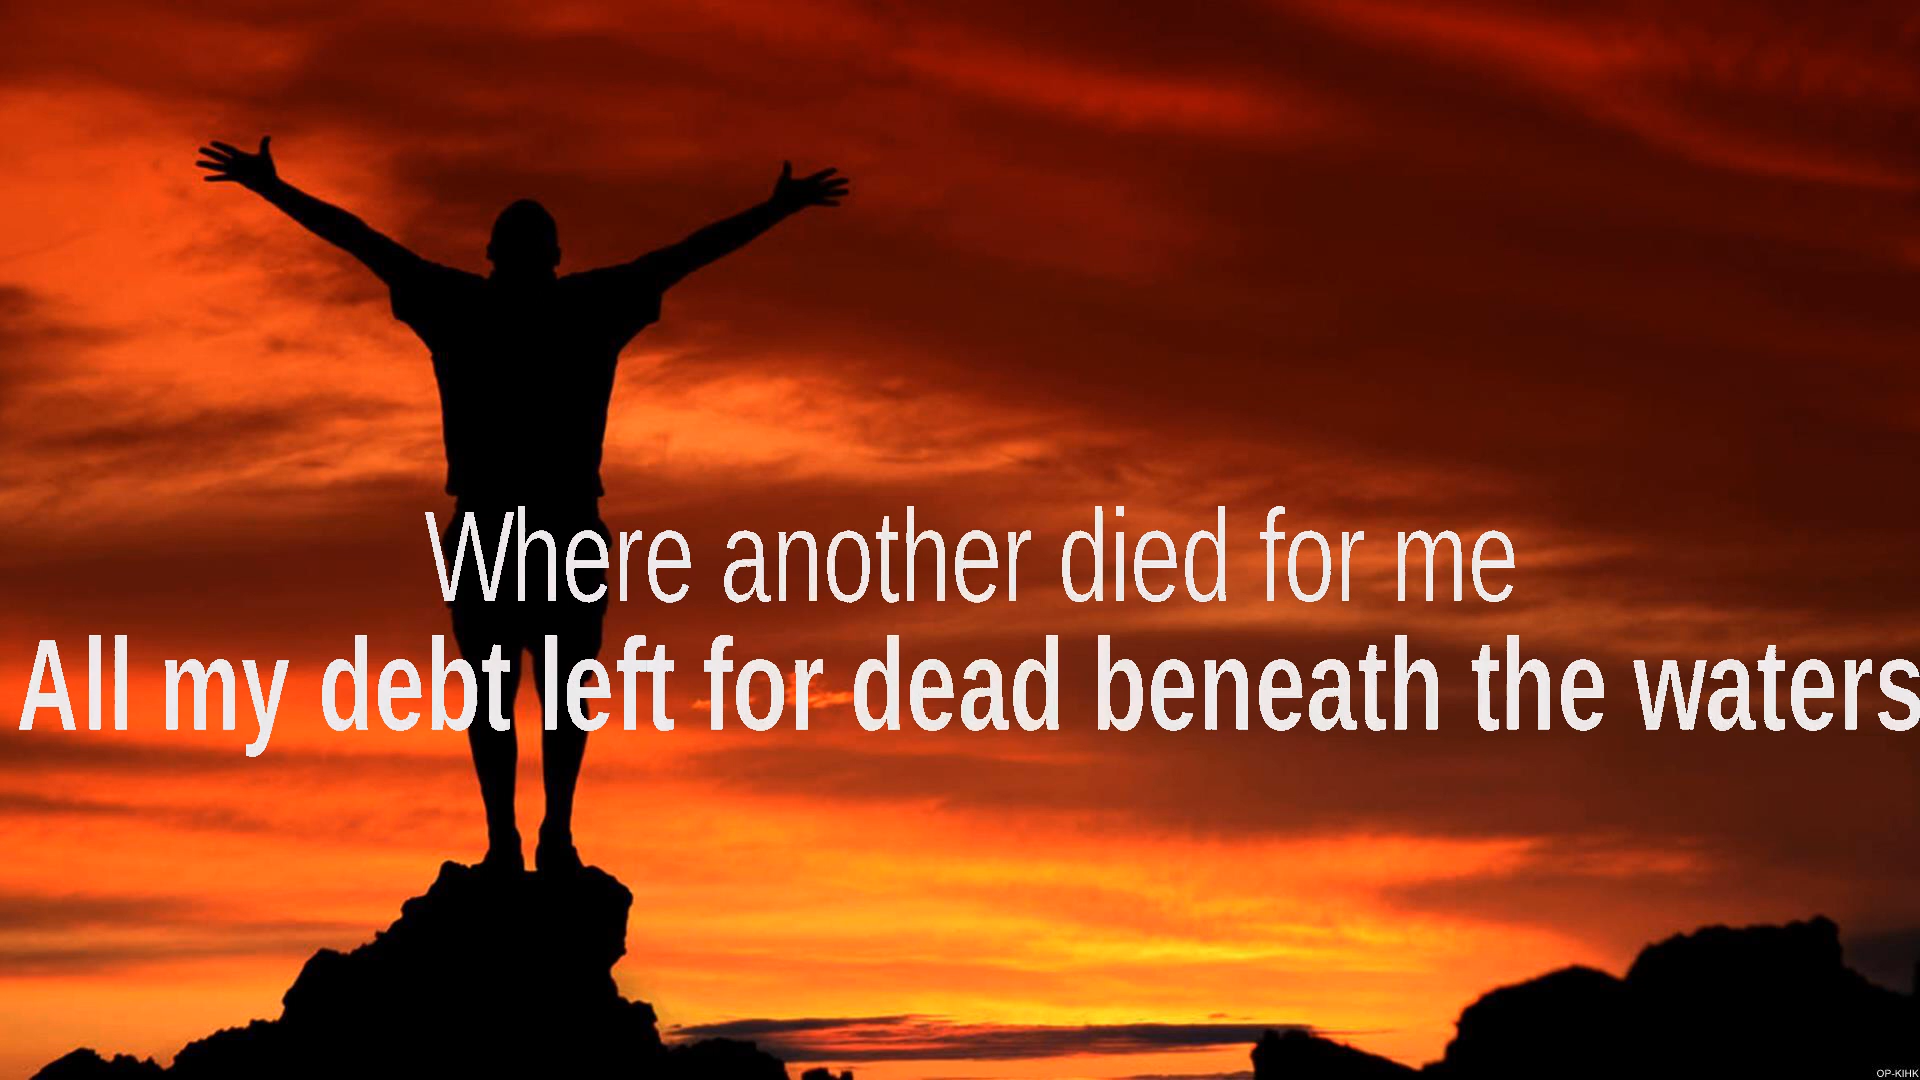 Where another died for me
All my debt left for dead beneath the waters
OP-KIHK